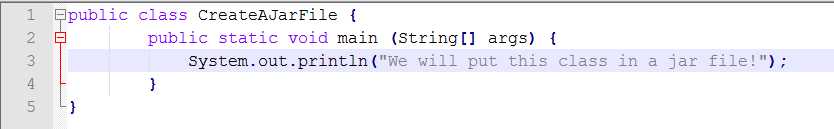 1 public class CreateAJarFile {
2 public static void main (String[] args) {
3 System.out.println("We will put this class in a jar file!");
4 }
5 }